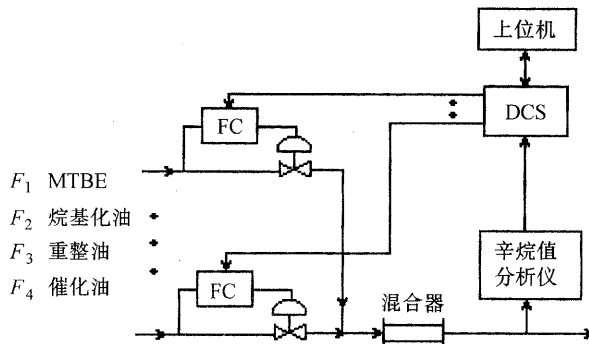 上位机
DCS
FC
F₁ MTBE
F₂ 烷基化油
F₃ 重整油
F₄ 催化油
FC
混合器
辛烷值
分析仪